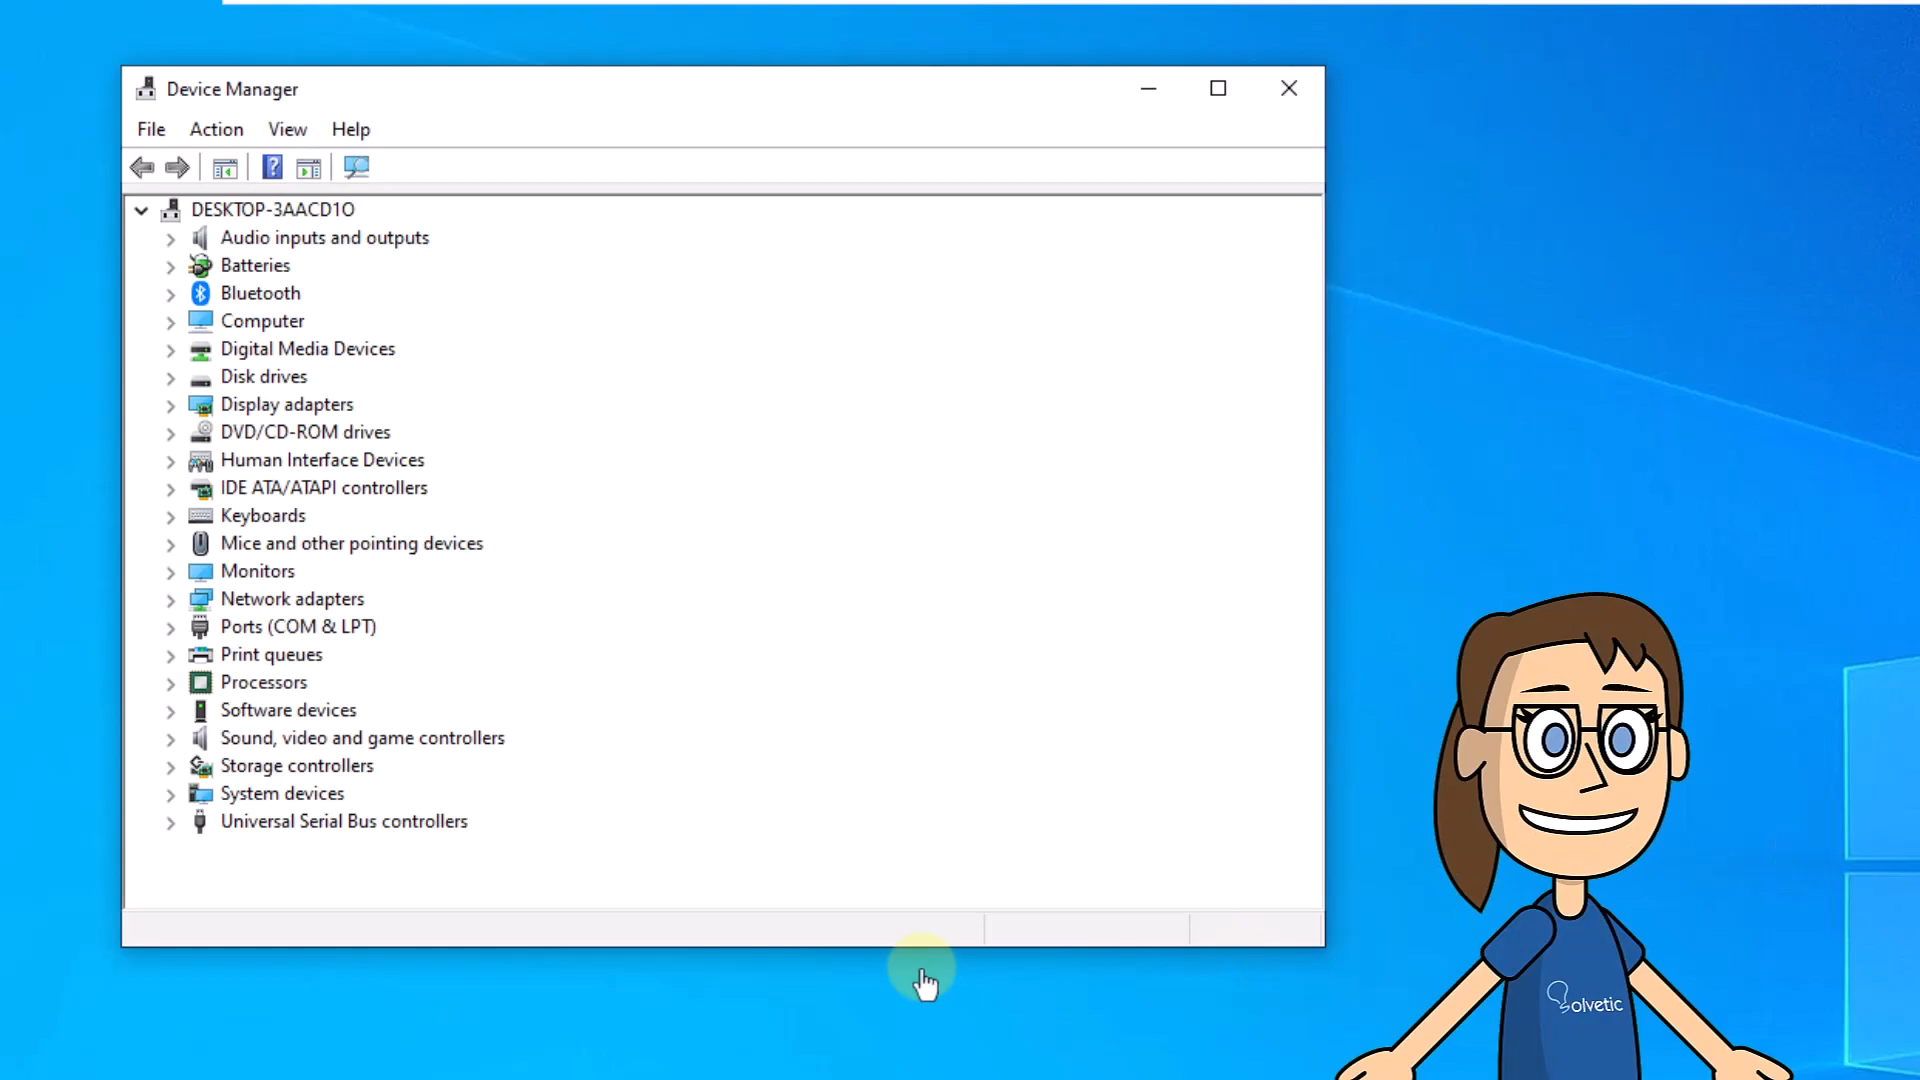 Device Manager
File Action View Help
DESKTOP-3AACD1O
Audio inputs and outputs
Batteries
Bluetooth
Computer
Digital Media Devices
Disk drives
Display adapters
DVD/CD-ROM drives
Human Interface Devices
IDE ATA/ATAPI controllers
Keyboards
Mice and other pointing devices
Monitors
Network adapters
Ports (COM & LPT)
Print queues
Processors
Software devices
Sound, video and game controllers
Storage controllers
System devices
Universal Serial Bus controllers
Solvetic